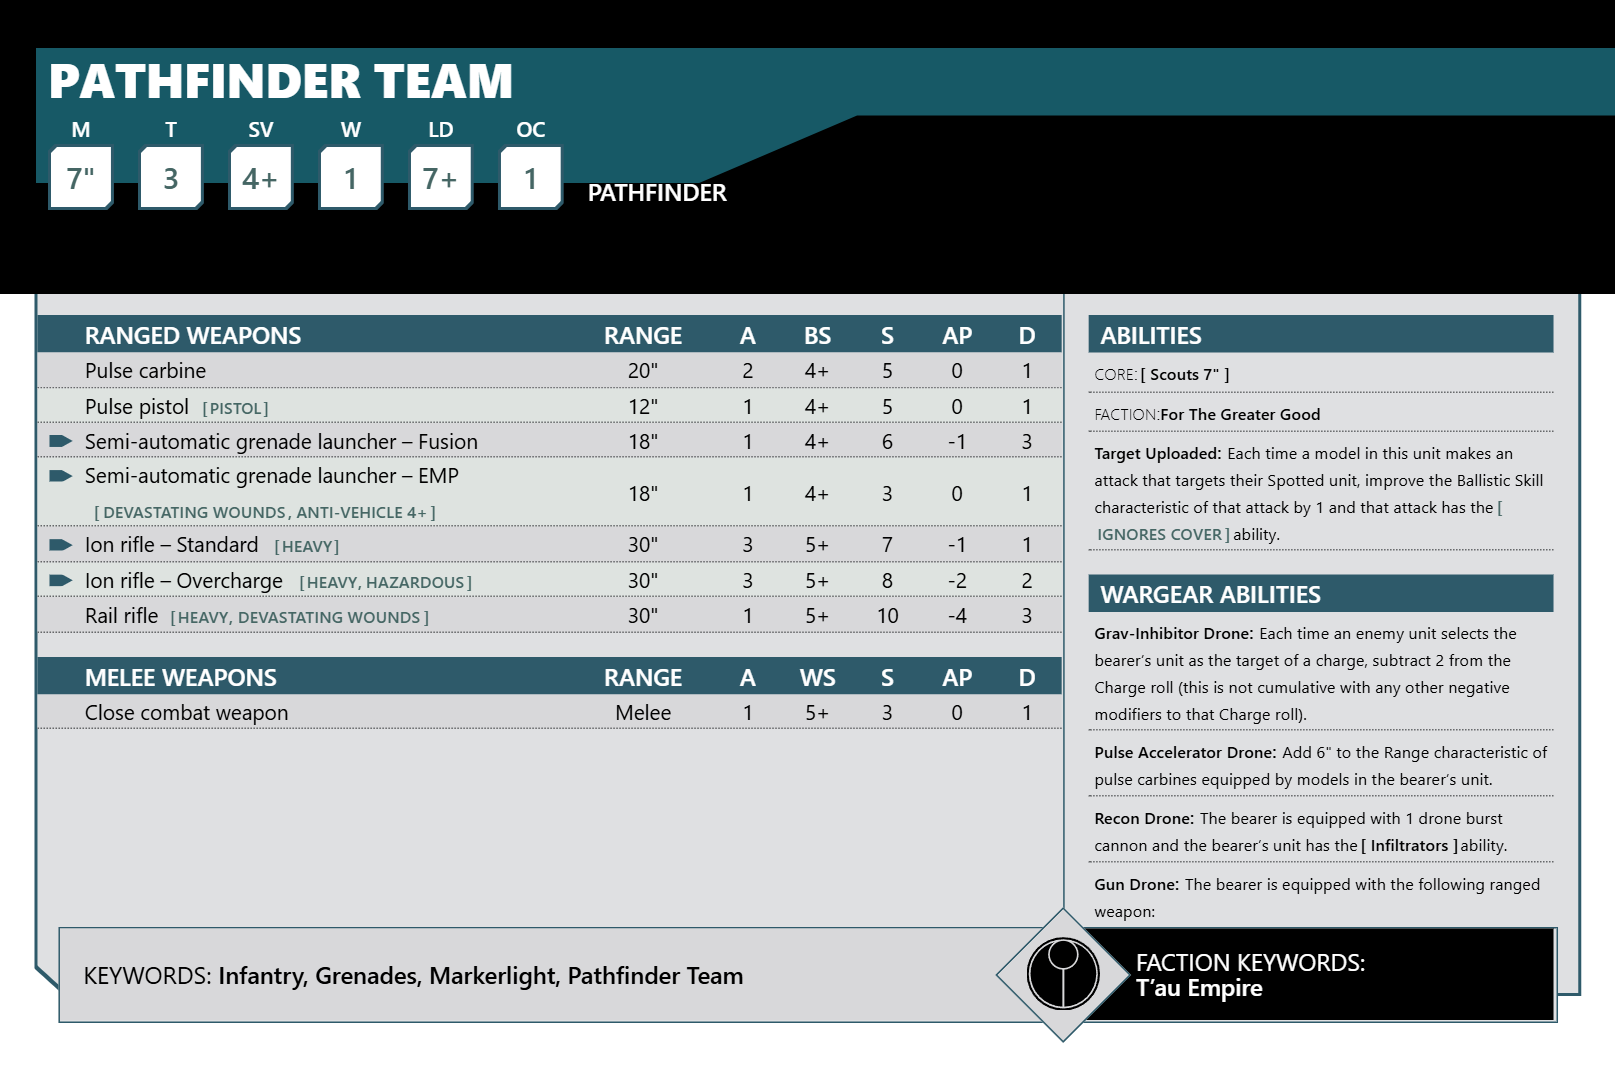 PATHFINDER TEAM
M T SV W LD OC
7" 3 4+ 1 7+ 1
PATHFINDER
RANGED WEAPONS RANGE A BS S AP D
Pulse carbine 20" 2 4+ 5 0 1
Pulse pistol [PISTOL] 12" 1 4+ 5 0 1
Semi-automatic grenade launcher – Fusion 18" 1 4+ 6 -1 3
Semi-automatic grenade launcher – EMP
[ DEVASTATING WOUNDS, ANTI-VEHICLE 4+ ] 18" 1 4+ 3 0 1
Ion rifle – Standard [HEAVY] 30" 3 5+ 7 -1 1
Ion rifle – Overcharge [HEAVY, HAZARDOUS] 30" 3 5+ 8 -2 2
Rail rifle [HEAVY, DEVASTATING WOUNDS ] 30" 1 5+ 10 -4 3
MELEE WEAPONS RANGE A WS S AP D
Close combat weapon Melee 1 5+ 3 0 1
ABILITIES
CORE: [ Scouts 7" ]
FACTION: For The Greater Good
Target Uploaded: Each time a model in this unit makes an
attack that targets their Spotted unit, improve the Ballistic Skill
characteristic of that attack by 1 and that attack has the [
IGNORES COVER ] ability.
WARGEAR ABILITIES
Grav-Inhibitor Drone: Each time an enemy unit selects the
bearer’s unit as the target of a charge, subtract 2 from the
Charge roll (this is not cumulative with any other negative
modifiers to that Charge roll).
Pulse Accelerator Drone: Add 6" to the Range characteristic of
pulse carbines equipped by models in the bearer’s unit.
Recon Drone: The bearer is equipped with 1 drone burst
cannon and the bearer’s unit has the [ Infiltrators ] ability.
Gun Drone: The bearer is equipped with the following ranged
weapon:
KEYWORDS: Infantry, Grenades, Markerlight, Pathfinder Team
FACTION KEYWORDS:
T’au Empire